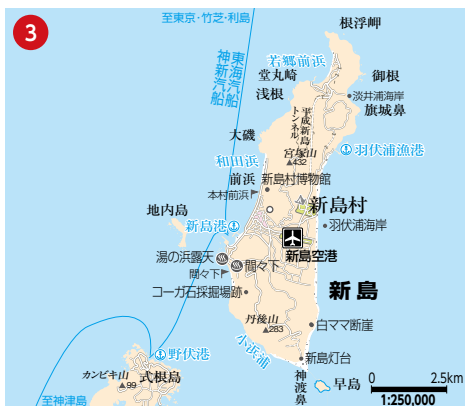 3
至東京・竹芝・利島
東海汽船
神新汽船
根浮岬
若郷前浜
堂丸崎
御根
浅根
淡井浦海岸
旗城鼻
平成新島
トンネル
大磯
宮塚山
▲432
羽伏浦漁港
和田浜
前浜
新島村博物館
本村前浜
地内島
新島村
新島港
羽伏浦海岸
新島空港
湯の浜露天
間々下
間々下
新島
コーガ石採掘場跡
丹後山
▲283
白ママ断崖
小浜浦
新島灯台
野伏港
神渡鼻
早島
カンビキ山
▲99
式根島
至神津島
0 2.5km
1:250,000